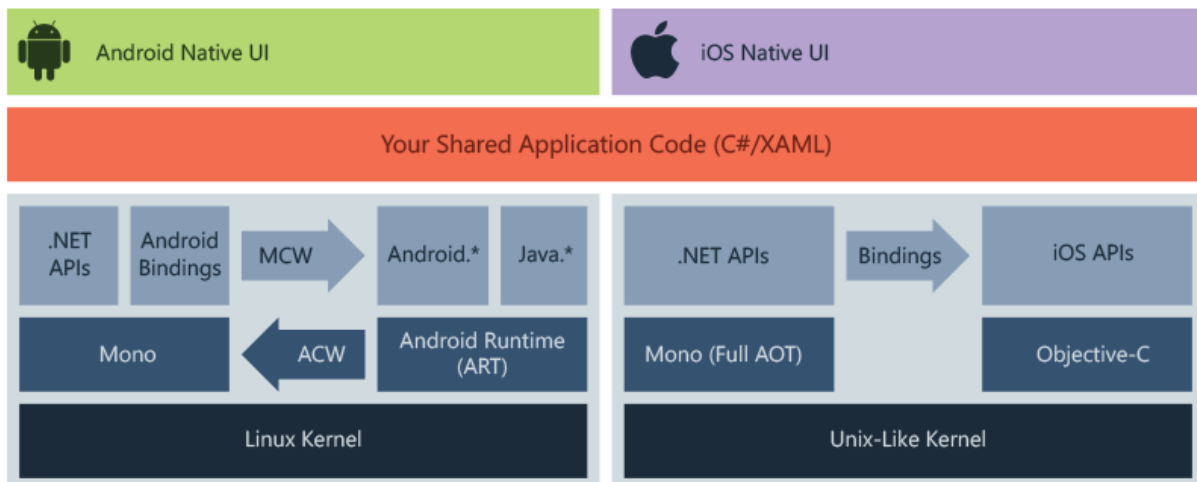 Android Native UI
iOS Native UI
Your Shared Application Code (C#/XAML)
.NET
APIs
Android
Bindings
MCW
Android.*
Java.*
.NET APIs
Bindings
iOS APIs
Mono
ACW
Android Runtime
(ART)
Mono (Full AOT)
Objective-C
Linux Kernel
Unix-Like Kernel